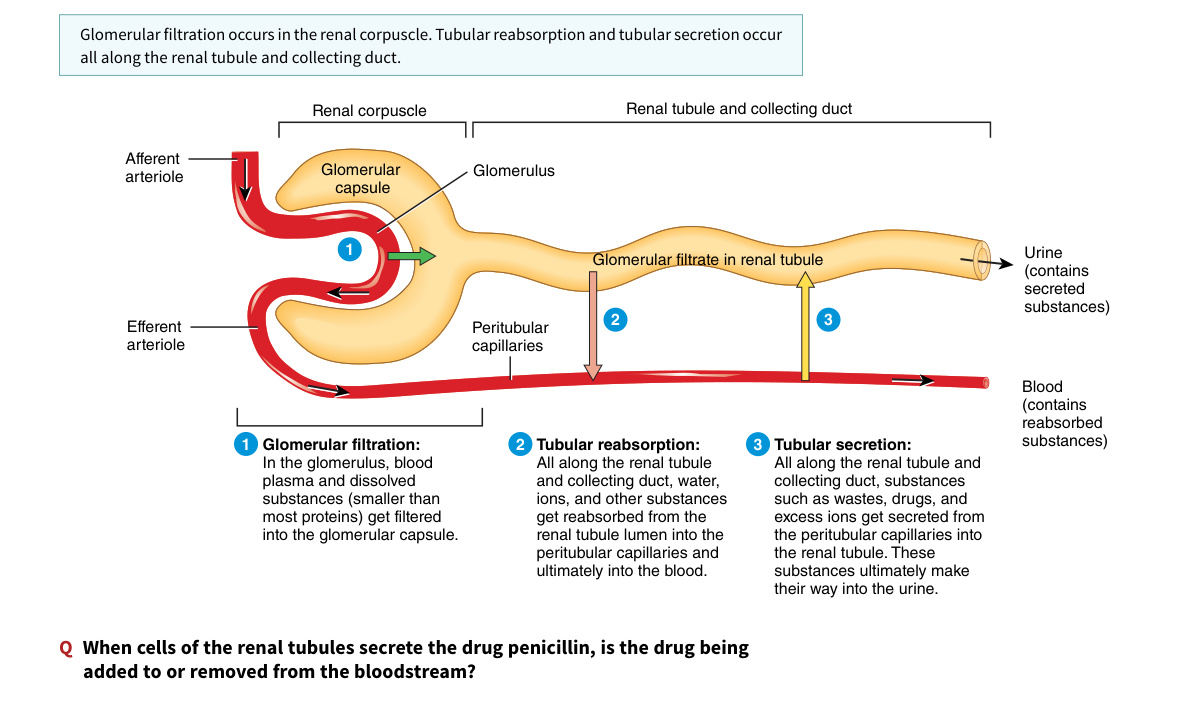 Glomerular filtration occurs in the renal corpuscle. Tubular reabsorption and tubular secretion occur
all along the renal tubule and collecting duct.
Renal corpuscle
Renal tubule and collecting duct
Afferent
arteriole
Glomerular
capsule
Glomerulus
1
Glomerular filtrate in renal tubule
Urine
(contains
secreted
substances)
2
3
Efferent
arteriole
Peritubular
capillaries
Blood
(contains
reabsorbed
substances)
1 Glomerular filtration:
In the glomerulus, blood
plasma and dissolved
substances (smaller than
most proteins) get filtered
into the glomerular capsule.
2 Tubular reabsorption:
All along the renal tubule
and collecting duct, water,
ions, and other substances
get reabsorbed from the
renal tubule lumen into the
peritubular capillaries and
ultimately into the blood.
3 Tubular secretion:
All along the renal tubule and
collecting duct, substances
such as wastes, drugs, and
excess ions get secreted from
the peritubular capillaries into
the renal tubule. These
substances ultimately make
their way into the urine.
Q When cells of the renal tubules secrete the drug penicillin, is the drug being
added to or removed from the bloodstream?